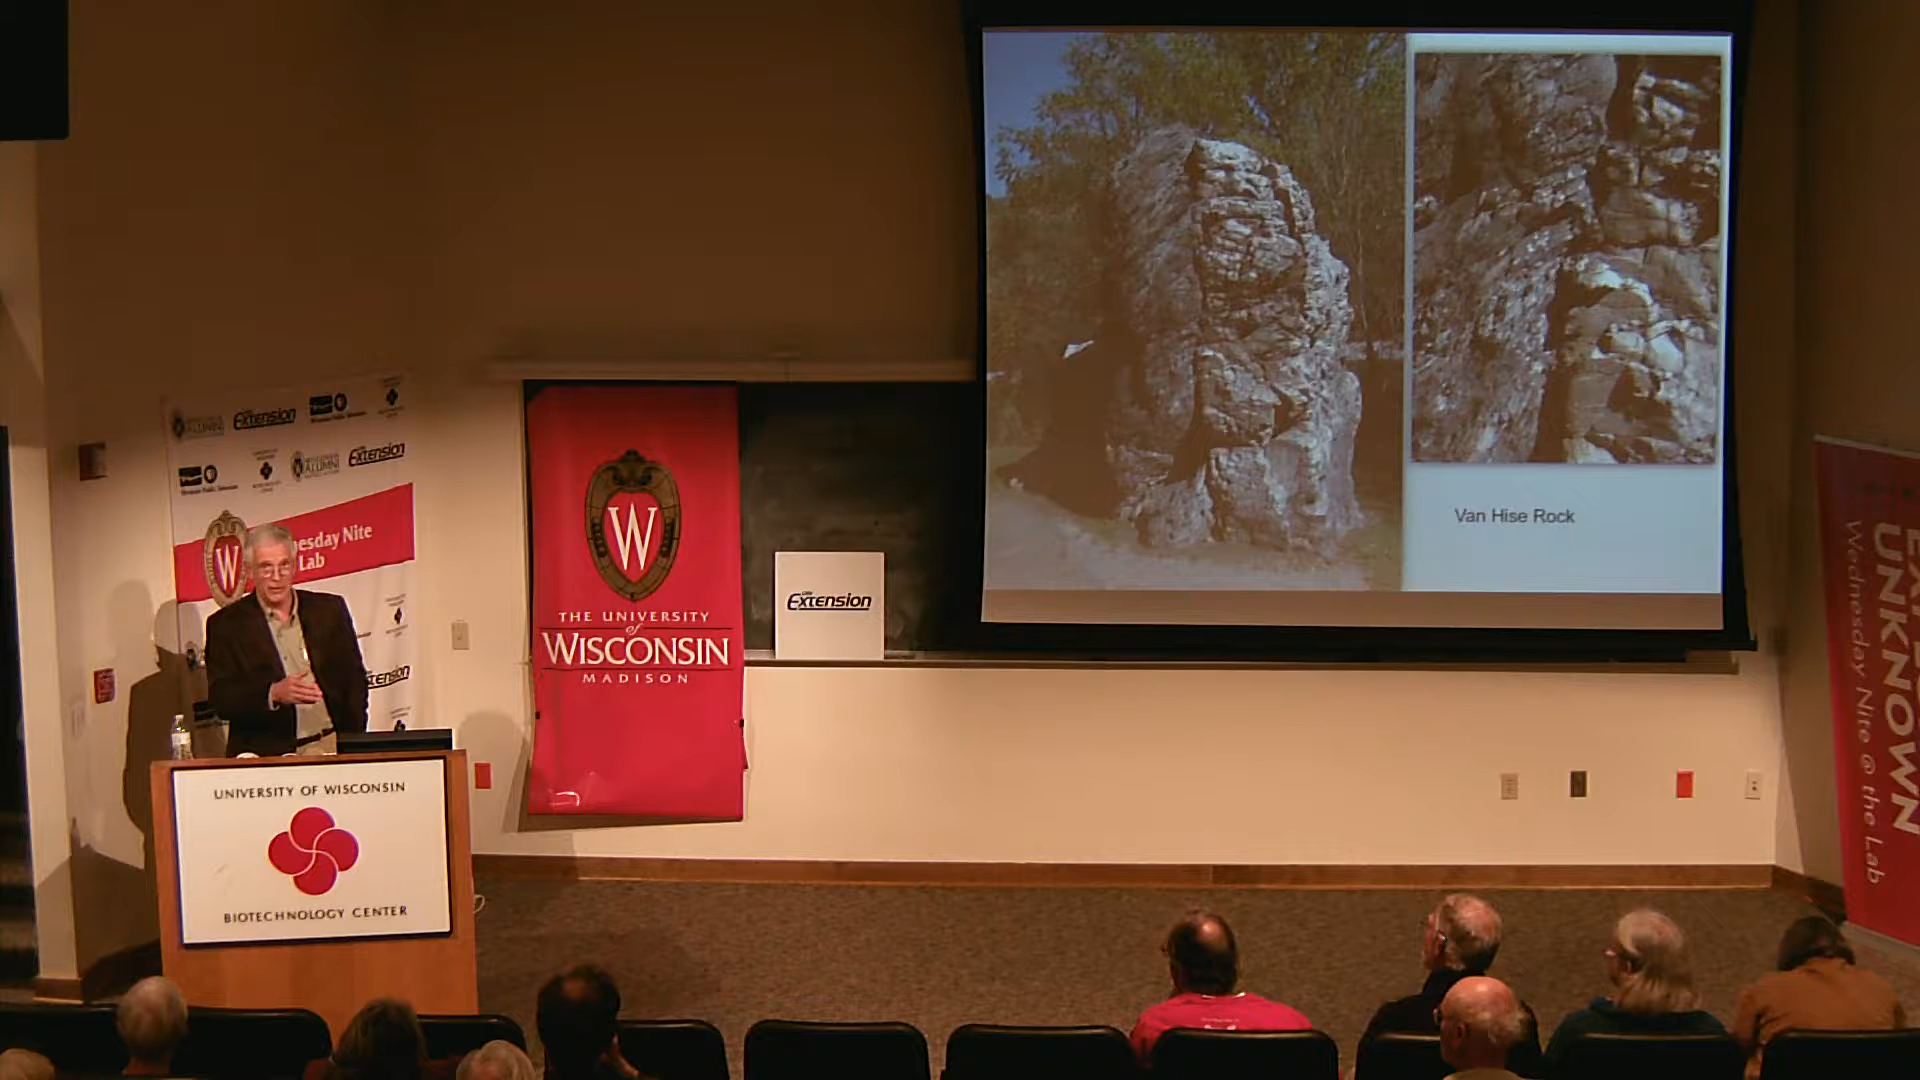 Van Hise Rock
Extension
Extension
esday Nite
Lab
W
W
THE UNIVERSITY
of
WISCONSIN
MADISON
Extension
tension
UNIVERSITY OF WISCONSIN
BIOTECHNOLOGY CENTER
UNKNOWN
Wednesday Nite @ the Lab